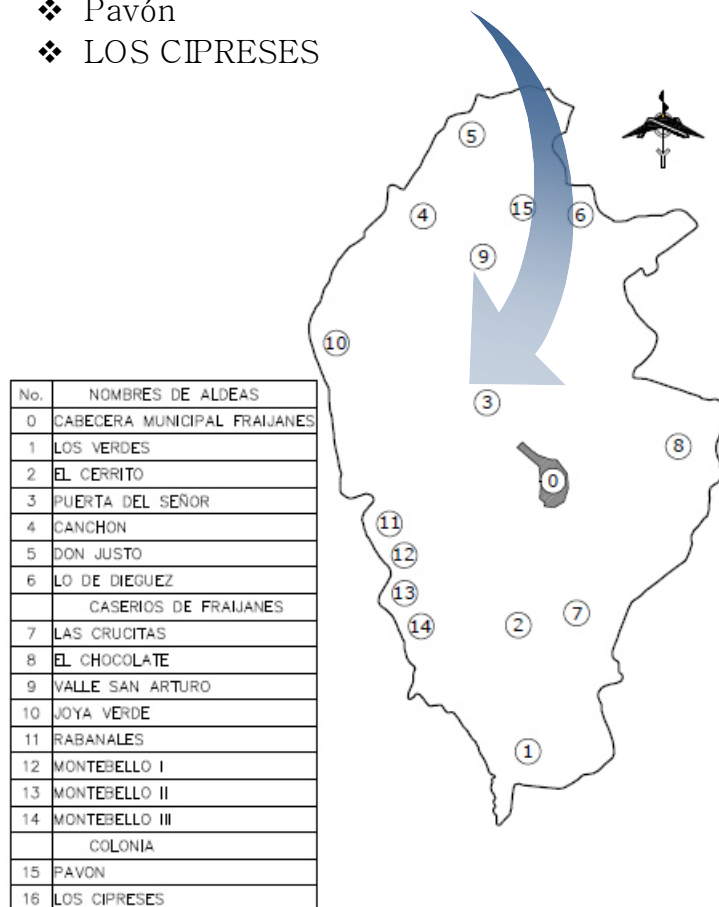 ❖ Pavón
❖ LOS CIPRESES
5
4
15
6
9
10
3
8
0
11
12
13
14
2
7
1
No. NOMBRES DE ALDEAS
0 CABECERA MUNICIPAL FRAIJANES
1 LOS VERDES
2 EL CERRITO
3 PUERTA DEL SEÑOR
4 CANCHON
5 DON JUSTO
6 LO DE DIEGUEZ
CASERIOS DE FRAIJANES
7 LAS CRUCITAS
8 EL CHOCOLATE
9 VALLE SAN ARTURO
10 JOYA VERDE
11 RABANALES
12 MONTEBELLO I
13 MONTEBELLO II
14 MONTEBELLO III
COLONIA
15 PAVON
16 LOS CIPRESES